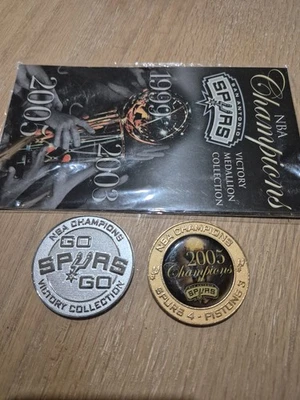 NBA
Champions
VICTORY
MEDALLION
COLLECTION
SAN ANTONIO
SPURS
1999
2003
NBA CHAMPIONS
GO
SPURS
GO
VICTORY COLLECTION
NBA CHAMPIONS
2005
Champions
SPURS
SPURS 4 - PISTONS 3